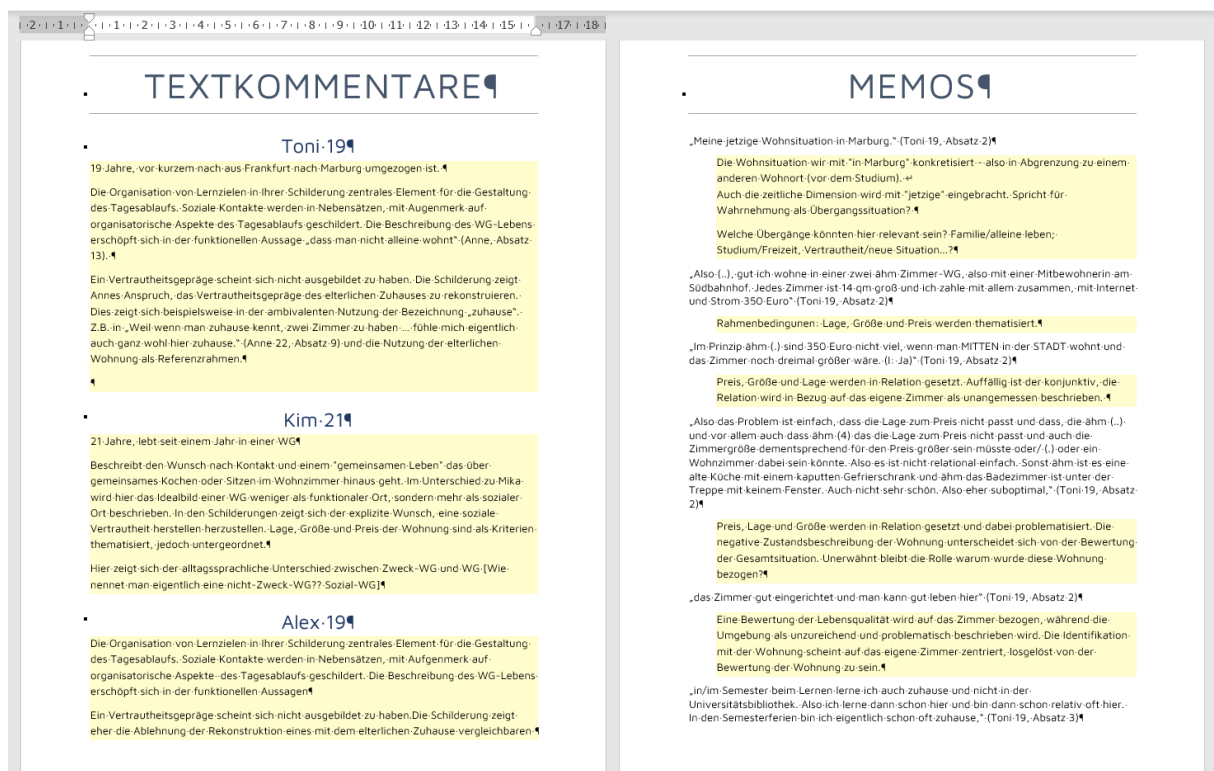 2 1 1 2 3 4 5 6 7 8 9 10 11 12 13 14 15 17 18
TEXTKOMMENTARE¶
Toni 19¶
19 Jahre, vor kurzem nach aus Frankfurt nach Marburg umgezogen ist. ¶
Die Organisation von Lernzielen in Ihrer Schilderung zentrales Element für die Gestaltung
des Tagesablaufs. Soziale Kontakte werden in Nebensätzen, mit Augenmerk auf
organisatorische Aspekte des Tagesablaufs geschildert. Die Beschreibung des WG-Lebens
erschöpft sich in der funktionellen Aussage „dass man nicht alleine wohnt“ (Anne, Absatz
13). ¶
Ein Vertrautheitsgepräge scheint sich nicht ausgebildet zu haben. Die Schilderung zeigt
Annes Anspruch, das Vertrautheitsgepräge des elterlichen Zuhauses zu rekonstruieren.
Dies zeigt sich beispielsweise in der ambivalenten Nutzung der Bezeichnung „zuhause“.
Z.B. in „Weil wenn man zuhause kennt, zwei Zimmer zu haben ... fühle mich eigentlich
auch ganz wohl hier zuhause.“ (Anne 22, Absatz 9) und die Nutzung der elterlichen
Wohnung als Referenzrahmen.¶
¶
Kim 21¶
21 Jahre, lebt seit einem Jahr in einer WG¶
Beschreibt den Wunsch nach Kontakt und einem "gemeinsamen Leben" das über
gemeinsames Kochen oder Sitzen im Wohnzimmer hinaus geht. Im Unterschied zu Mika
wird hier das Idealbild einer WG weniger als funktionaler Ort, sondern mehr als sozialer
Ort beschrieben. In den Schilderungen zeigt sich der explizite Wunsch, eine soziale
Vertrautheit herstellen herzustellen. Lage, Größe und Preis der Wohnung sind als Kriterien
thematisiert, jedoch untergeordnet.¶
Hier zeigt sich der alltagssprachliche Unterschied zwischen Zweck-WG und WG [Wie
nennet man eigentlich eine nicht-Zweck-WG?? Sozial-WG]¶
Alex 19¶
Die Organisation von Lernzielen in Ihrer Schilderung zentrales Element für die Gestaltung
des Tagesablaufs. Soziale Kontakte werden in Nebensätzen, mit Aufgenmerk auf
organisatorische Aspekte des Tagesablaufs geschildert. Die Beschreibung des WG-Lebens
erschöpft sich in der funktionellen Aussagen¶
Ein Vertrautheitsgepräge scheint sich nicht ausgebildet zu haben.Die Schilderung zeigt
eher die Ablehnung der Rekonstruktion eines mit dem elterlichen Zuhause vergleichbaren ¶
MEMOS¶
„Meine jetzige Wohnsituation in Marburg.“ (Toni 19, Absatz 2)¶
Die Wohnsituation wir mit "in Marburg" konkretisiert – also in Abgrenzung zu einem
anderen Wohnort (vor dem Studium). ↵
Auch die zeitliche Dimension wird mit "jetzige" eingebracht. Spricht für
Wahrnehmung als Übergangssituation? ¶
Welche Übergänge könnten hier relevant sein? Familie/alleine leben;
Studium/Freizeit, Vertrautheit/neue Situation...?¶
„Also (..), gut ich wohne in einer zwei ähm Zimmer-WG, also mit einer Mitbewohnerin am
Südbahnhof. Jedes Zimmer ist 14 qm groß und ich zahle mit allem zusammen, mit Internet
und Strom 350 Euro“ (Toni 19, Absatz 2)¶
Rahmenbedingungen: Lage, Größe und Preis werden thematisiert.¶
„Im Prinzip ähm (.) sind 350 Euro nicht viel, wenn man MITTEN in der STADT wohnt und
das Zimmer noch dreimal größer wäre. (I: Ja)“ (Toni 19, Absatz 2)¶
Preis, Größe und Lage werden in Relation gesetzt. Auffällig ist der konjunktiv, die
Relation wird in Bezug auf das eigene Zimmer als unangemessen beschrieben. ¶
„Also das Problem ist einfach, dass die Lage zum Preis nicht passt und dass, die ähm (..)
und vor allem auch dass ähm (4) das die Lage zum Preis nicht passt und auch die
Zimmergröße dementsprechend für den Preis größer sein müsste oder/ (.) oder ein
Wohnzimmer dabei sein könnte. Also es ist nicht relational einfach. Sonst ähm ist es eine
alte Küche mit einem kaputten Gefrierschrank und ähm das Badezimmer ist unter der
Treppe mit keinem Fenster. Auch nicht sehr schön. Also eher suboptimal,“ (Toni 19, Absatz
2)¶
Preis, Lage und Größe werden in Relation gesetzt und dabei problematisiert. Die
negative Zustandsbeschreibung der Wohnung unterscheidet sich von der Bewertung
der Gesamtsituation. Unerwähnt bleibt die Rolle warum wurde diese Wohnung
bezogen?¶
„das Zimmer gut eingerichtet und man kann gut leben hier“ (Toni 19, Absatz 2)¶
Eine Bewertung der Lebensqualität wird auf das Zimmer bezogen, während die
Umgebung als unzureichend und problematisch beschrieben wird. Die Identifikation
mit der Wohnung scheint auf das eigene Zimmer zentriert, losgelöst von der
Bewertung der Wohnung zu sein.¶
„in/im Semester beim Lernen lerne ich auch zuhause und nicht in der
Universitätsbibliothek. Also ich lerne dann schon hier und bin dann schon relativ oft hier.
In den Semesterferien bin ich eigentlich schon oft zuhause,“ (Toni 19, Absatz 3)¶